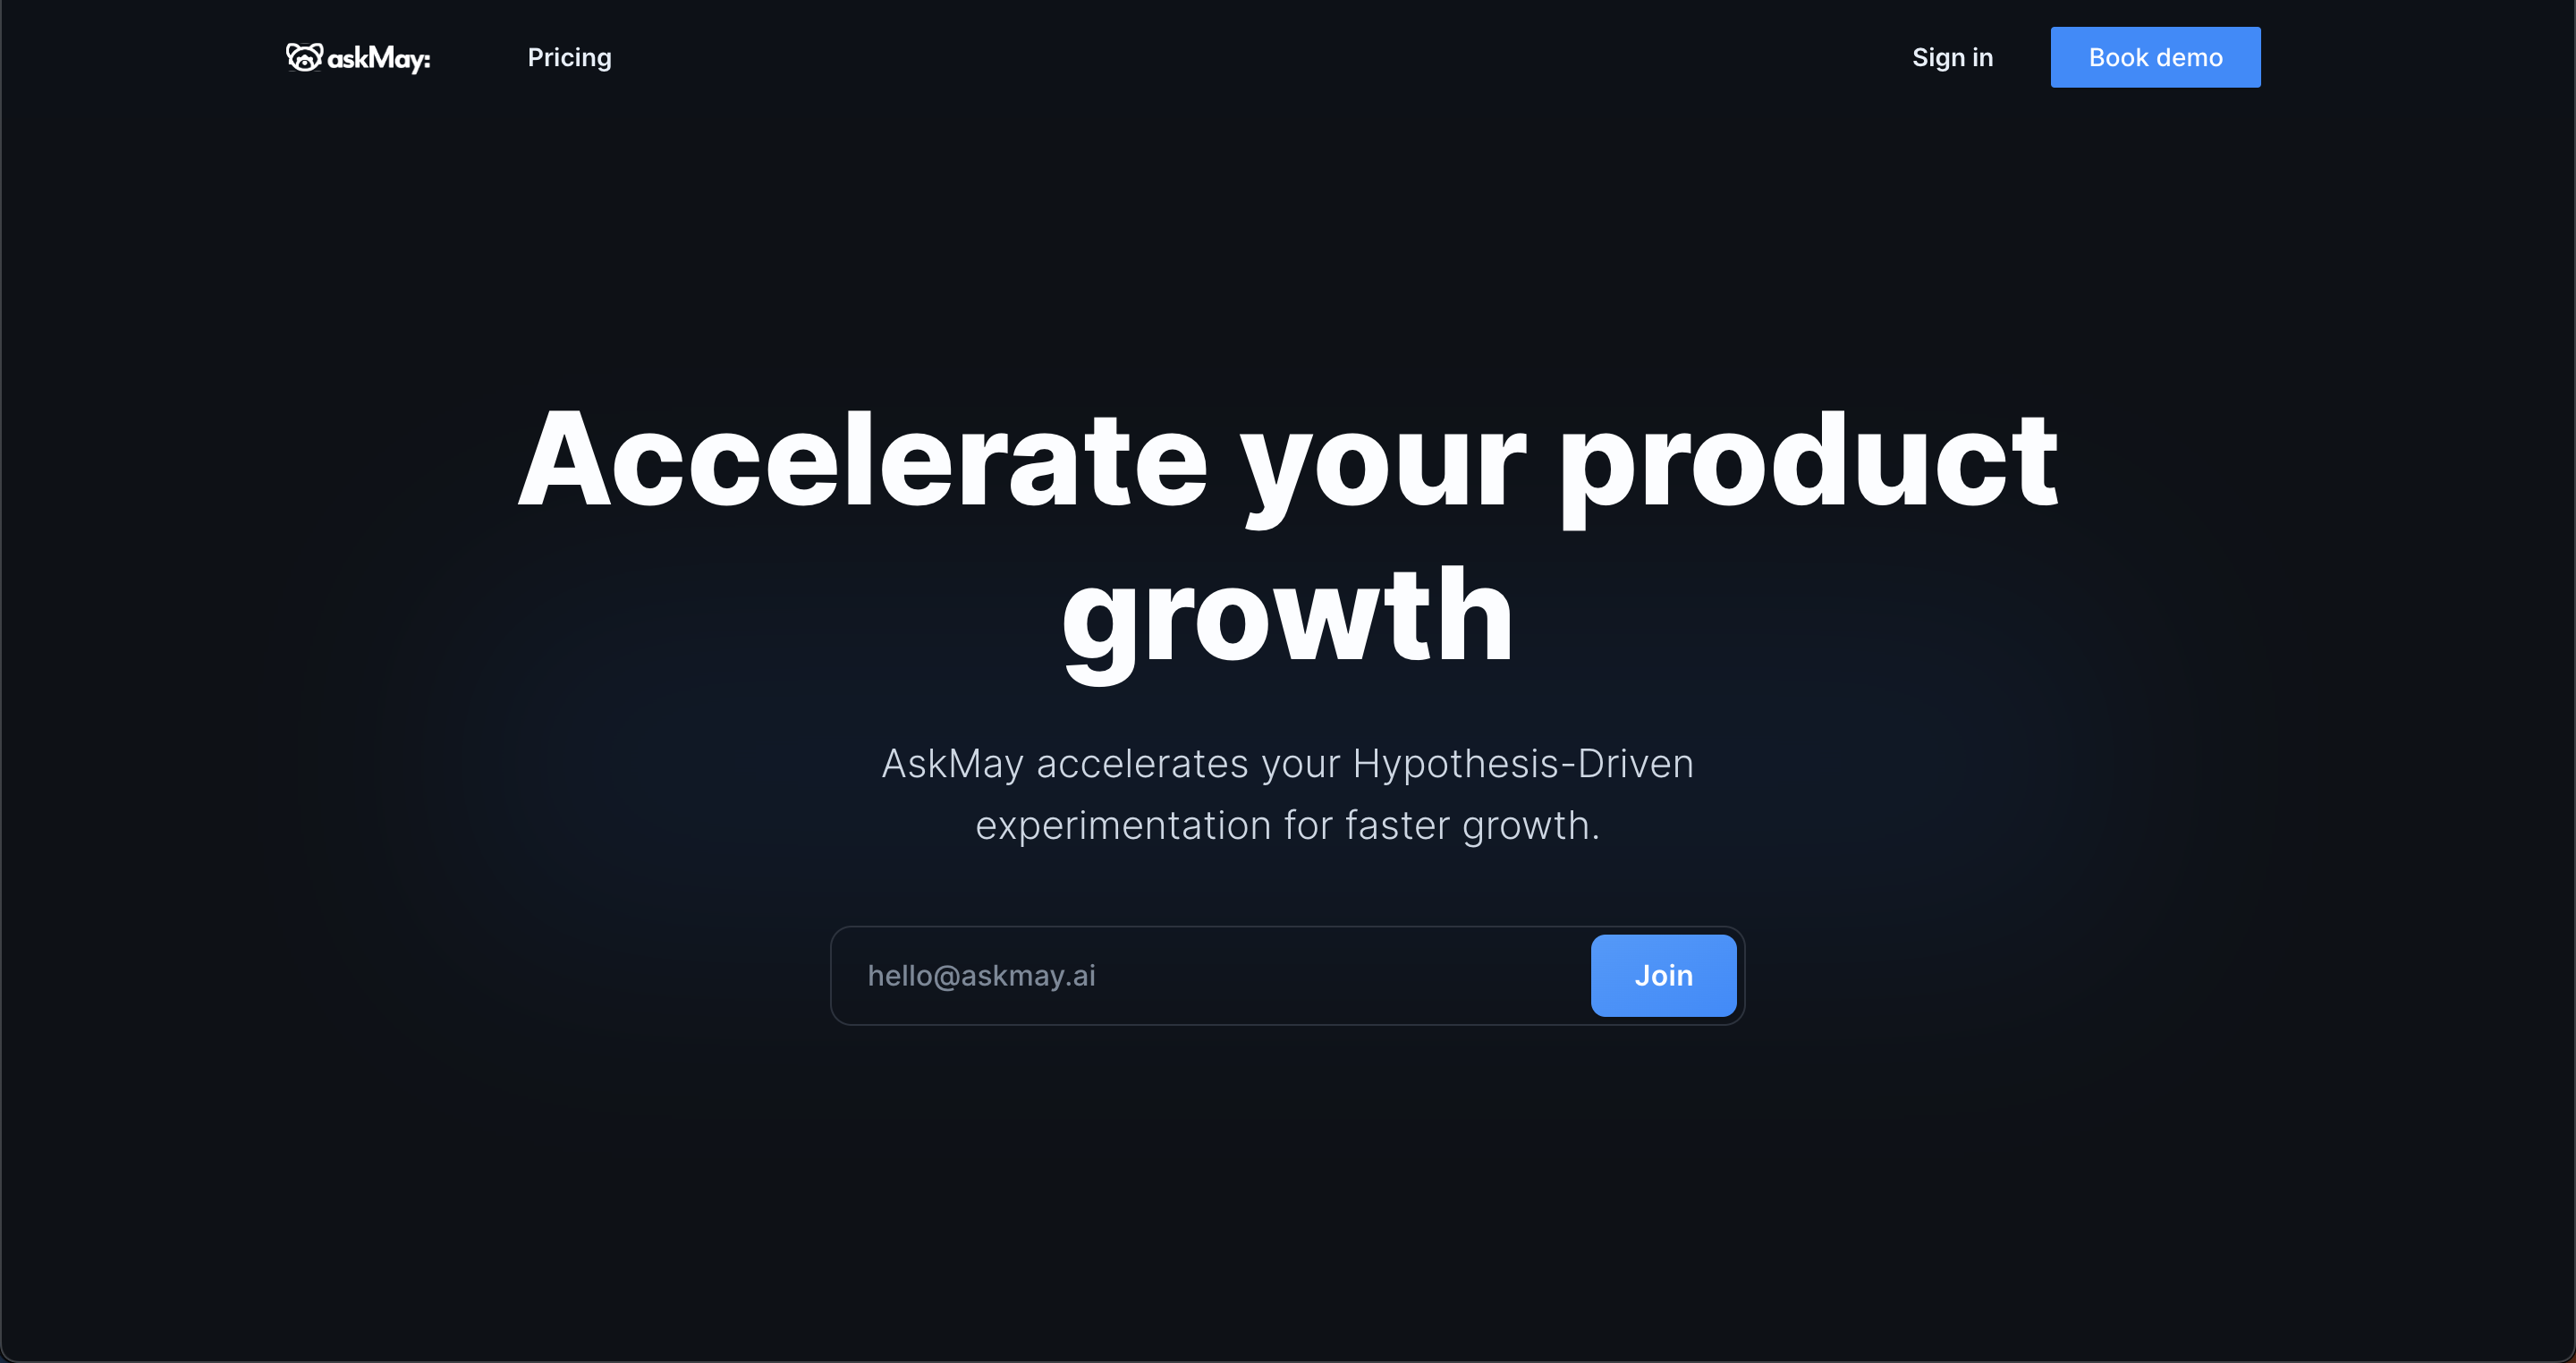 askMay:
Pricing
Sign in
Book demo
Accelerate your product
growth
AskMay accelerates your Hypothesis-Driven
experimentation for faster growth.
hello@askmay.ai
Join